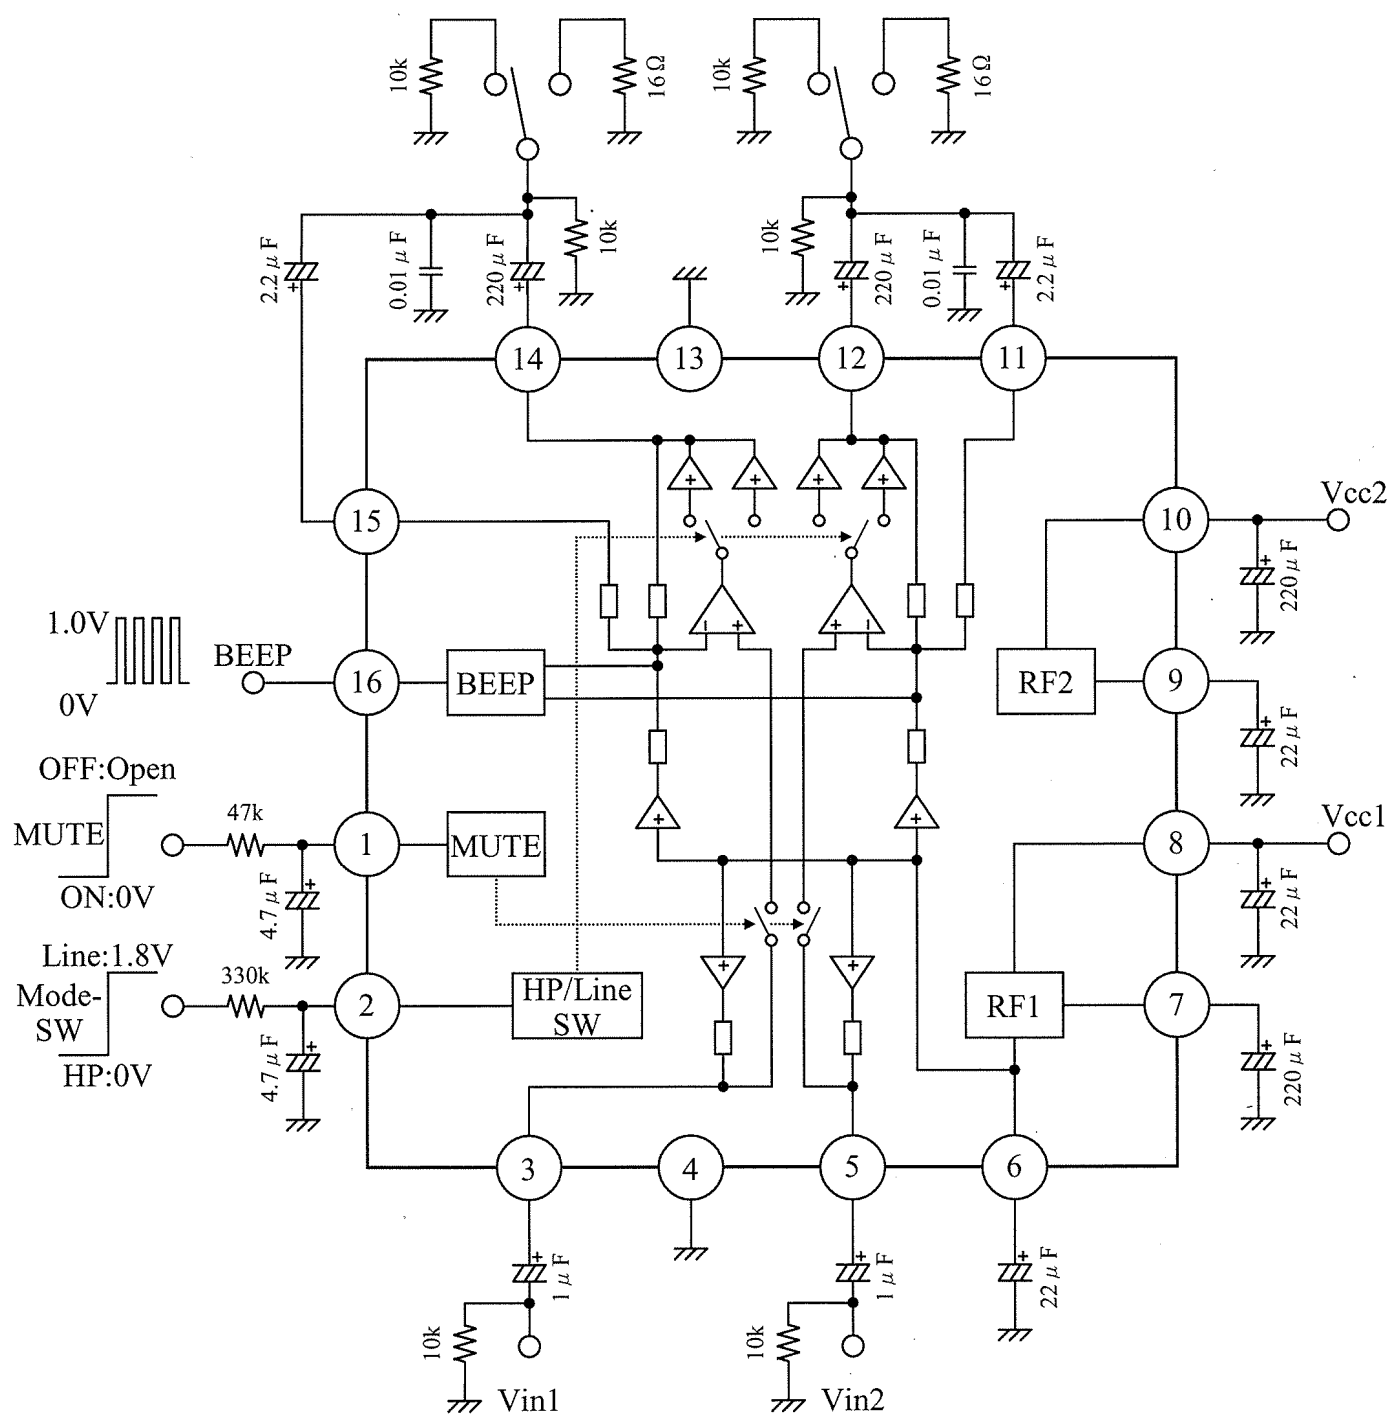 10k
16Ω
10k
16Ω
2.2μF
0.01μF
220μF
10k
10k
220μF
0.01μF
2.2μF
+
+
+
+
14
13
12
11
15
10
Vcc2
+
220μF
+
+
+
+
1.0V
0V
BEEP
16
BEEP
−
+
+
−
RF2
9
+
22μF
OFF:Open
MUTE
ON:0V
47k
+
4.7μF
1
MUTE
+
+
8
Vcc1
+
22μF
Line:1.8V
Mode-
SW
HP:0V
330k
+
4.7μF
2
HP/Line
SW
+
+
RF1
7
+
220μF
3
4
5
6
+
1μF
+
1μF
+
22μF
10k
Vin1
10k
Vin2